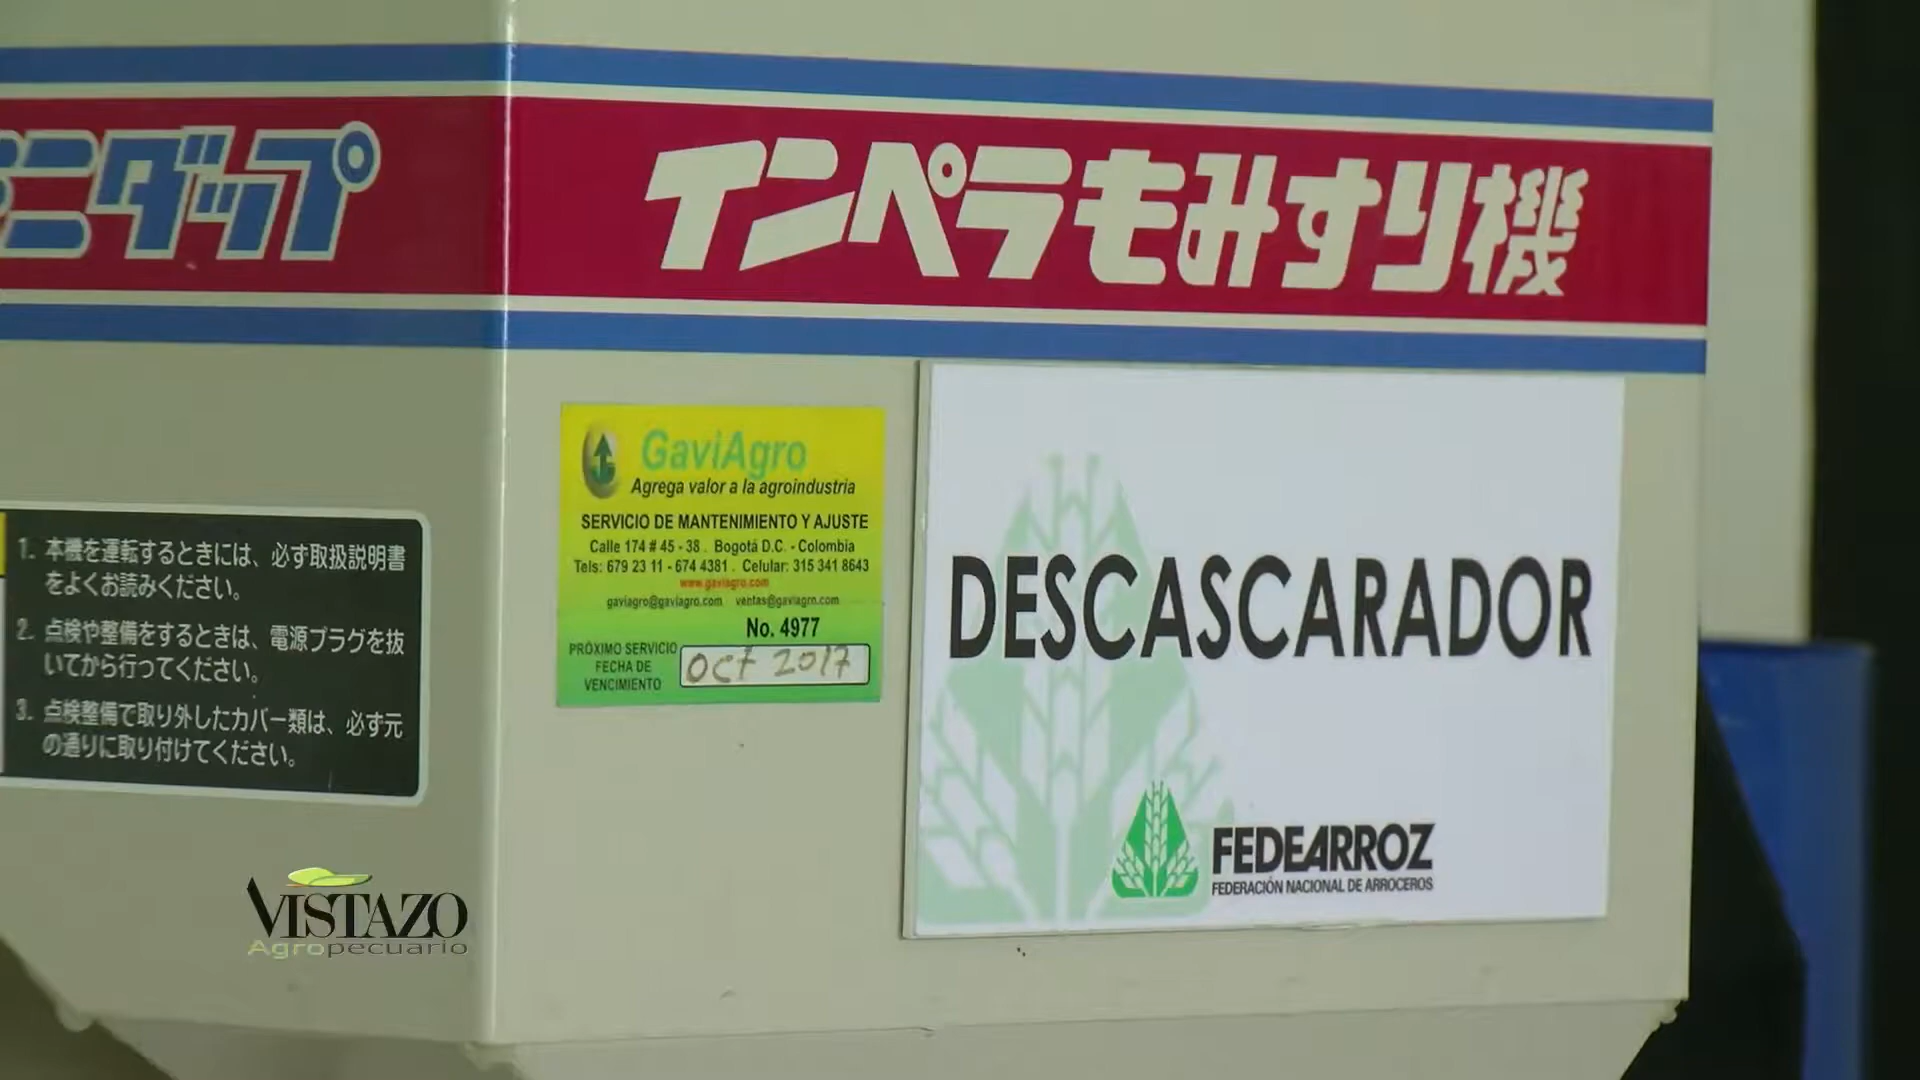 ニダップ
インペラもみすり機
1. 本機を運転するときには、必ず取扱説明書
をよくお読みください。
2. 点検や整備をするときは、電源プラグを抜
いてから行ってください。
3. 点検整備で取り外したカバー類は、必ず元
の通りに取り付けてください。
GaviAgro
Agrega valor a la agroindustria
SERVICIO DE MANTENIMIENTO Y AJUSTE
Calle 174 # 45 - 38 . Bogotá D.C. - Colombia
Tels: 679 23 11 - 674 4381 . Celular: 315 341 8643
www.gaviagro.com
gaviagro@gaviagro.com ventas@gaviagro.com
No. 4977
PRÓXIMO SERVICIO
FECHA DE
VENCIMIENTO
Oct 2017
DESCASCARADOR
FEDEARROZ
FEDERACIÓN NACIONAL DE ARROCEROS
VISTAZO
Agropecuario